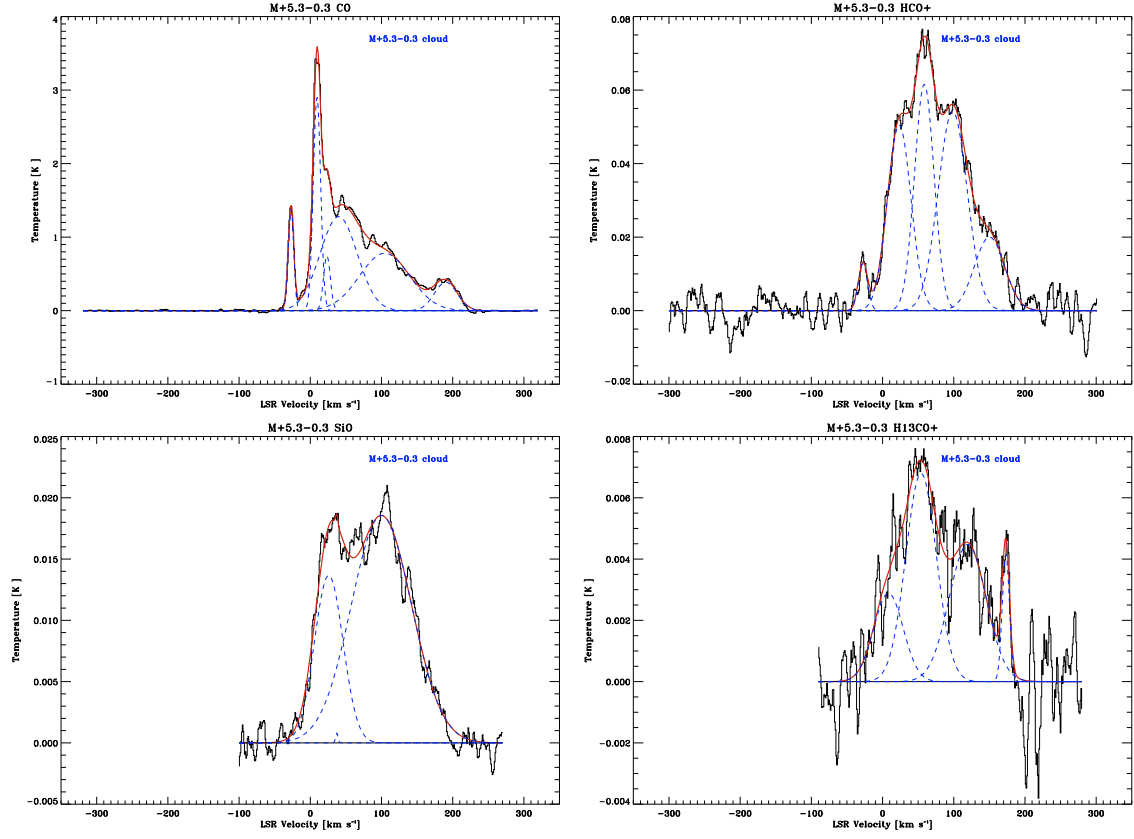 M+5.3−0.3 CO
M+5.3−0.3 cloud
4
3
2
1
0
−1
Temperature [K ]
−300 −200 −100 0 100 200 300
LSR Velocity [km s⁻¹]
M+5.3−0.3 HCO+
M+5.3−0.3 cloud
0.08
0.06
0.04
0.02
0.00
−0.02
Temperature [K ]
−300 −200 −100 0 100 200 300
LSR Velocity [km s⁻¹]
M+5.3−0.3 SiO
M+5.3−0.3 cloud
0.025
0.020
0.015
0.010
0.005
0.000
−0.005
Temperature [K ]
−300 −200 −100 0 100 200 300
LSR Velocity [km s⁻¹]
M+5.3−0.3 H13CO+
M+5.3−0.3 cloud
0.008
0.006
0.004
0.002
0.000
−0.002
−0.004
Temperature [K ]
−300 −200 −100 0 100 200 300
LSR Velocity [km s⁻¹]